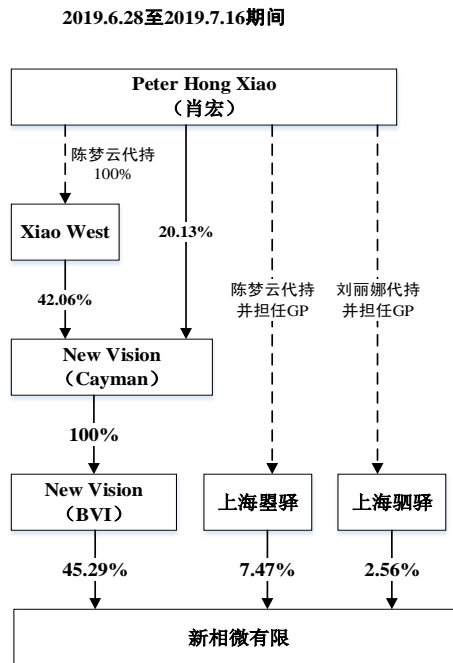 2019.6.28至2019.7.16期间
Peter Hong Xiao
（肖宏）
陈梦云代持
100%
Xiao West
20.13%
42.06%
陈梦云代持
并担任GP
刘丽娜代持
并担任GP
New Vision
（Cayman）
100%
New Vision
（BVI）
上海曌驿
上海驷驿
45.29%
7.47%
2.56%
新相微有限